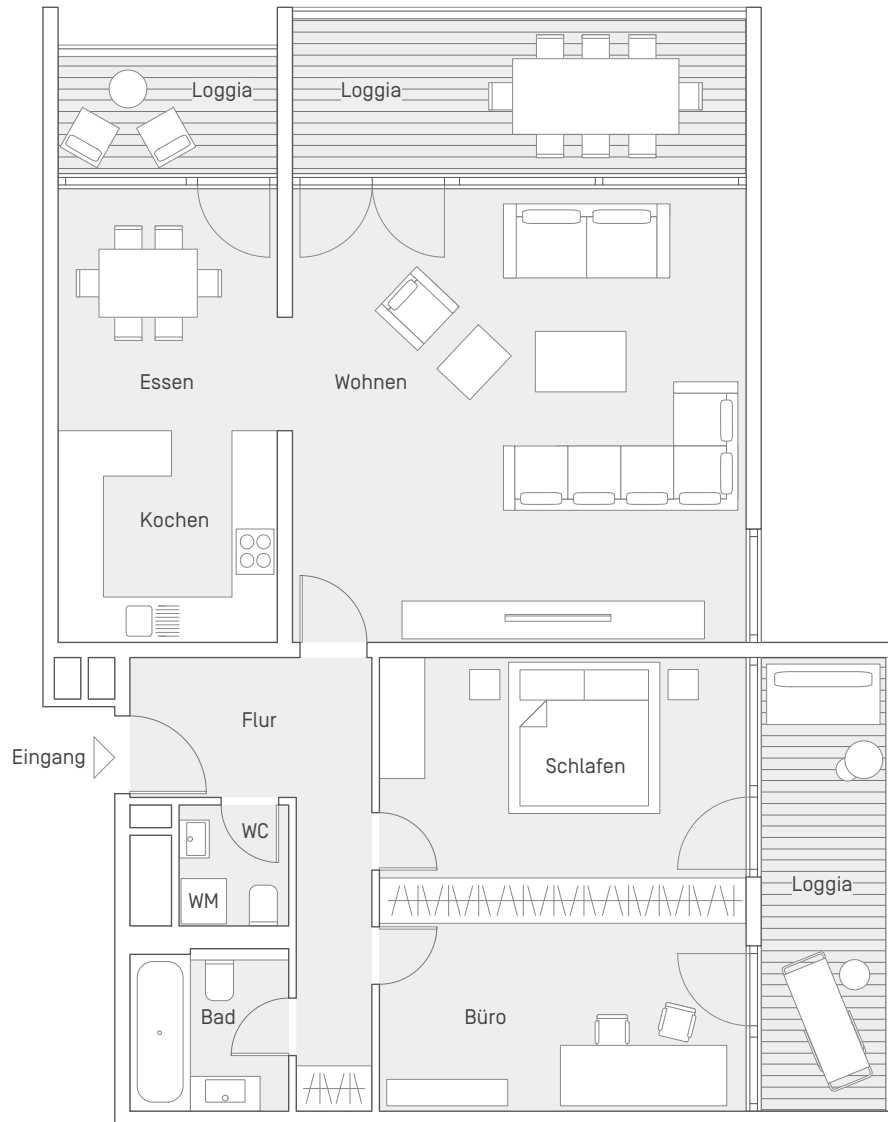 Loggia
Loggia
Essen
Wohnen
Kochen
Flur
Eingang
Schlafen
WC
WM
Loggia
Bad
Büro